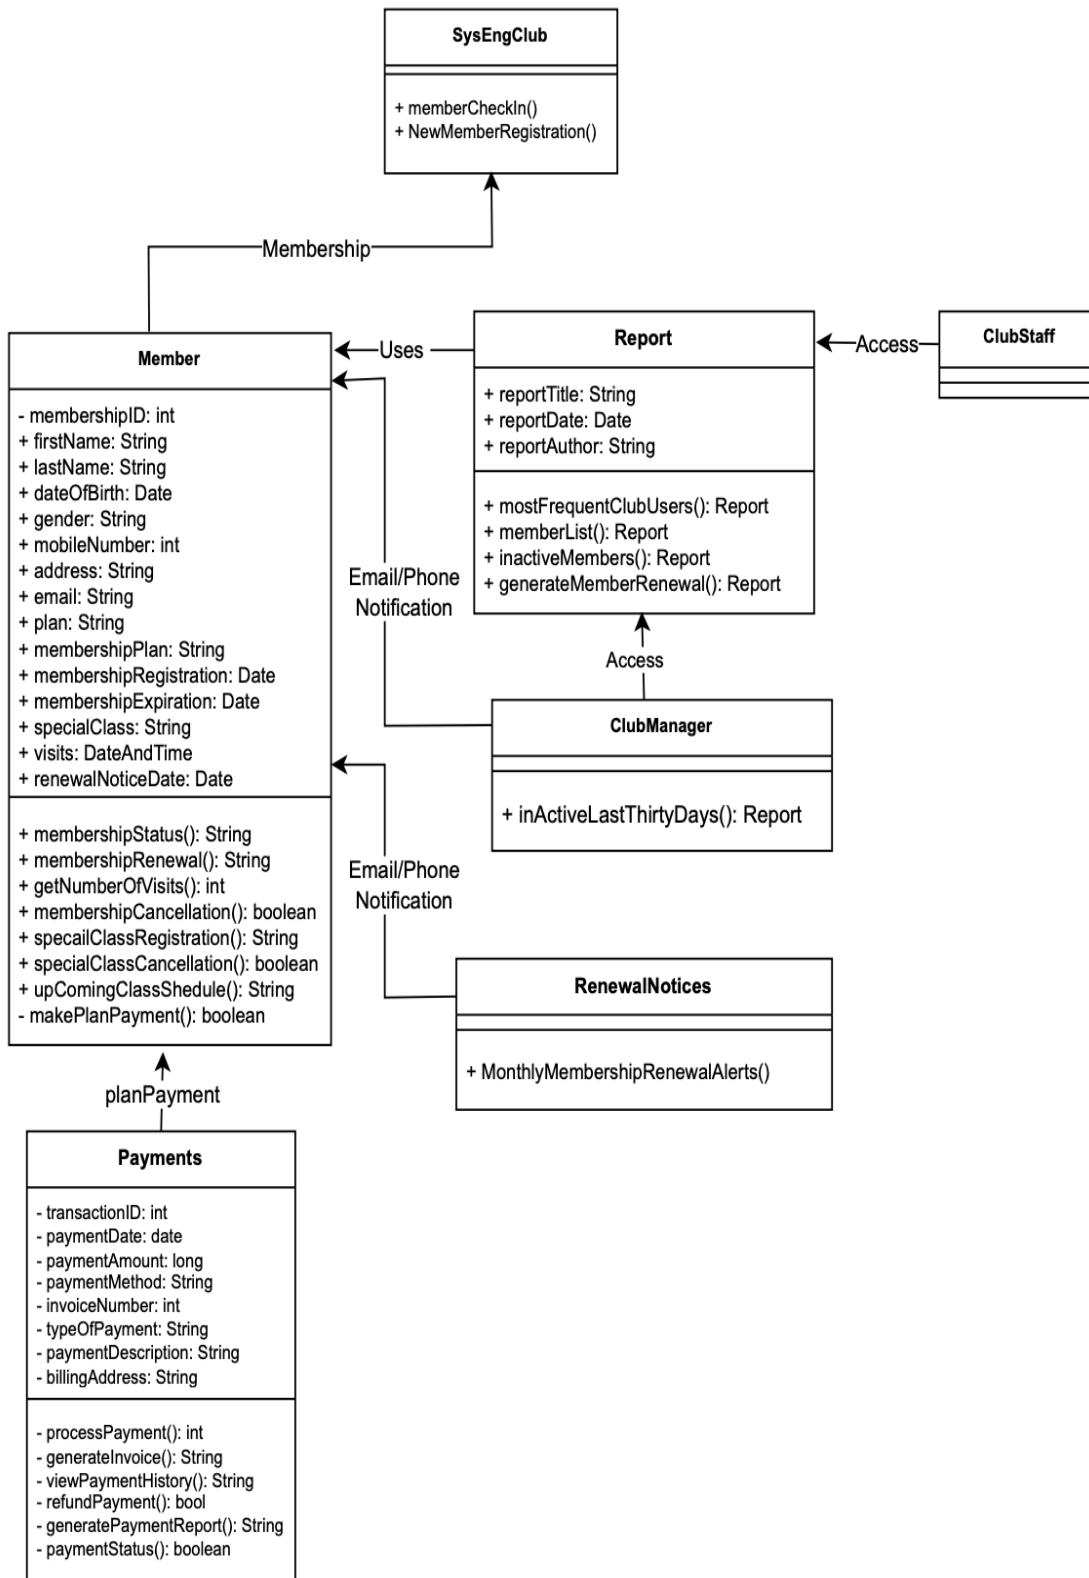 SysEngClub
+ memberCheckIn()
+ NewMemberRegistration()
Membership
Member
- membershipID: int
+ firstName: String
+ lastName: String
+ dateOfBirth: Date
+ gender: String
+ mobileNumber: int
+ address: String
+ email: String
+ plan: String
+ membershipPlan: String
+ membershipRegistration: Date
+ membershipExpiration: Date
+ specialClass: String
+ visits: DateAndTime
+ renewalNoticeDate: Date
+ membershipStatus(): String
+ membershipRenewal(): String
+ getNumberOfVisits(): int
+ membershipCancellation(): boolean
+ specailClassRegistration(): String
+ specialClassCancellation(): boolean
+ upComingClassShedule(): String
- makePlanPayment(): boolean
Uses
Report
+ reportTitle: String
+ reportDate: Date
+ reportAuthor: String
+ mostFrequentClubUsers(): Report
+ memberList(): Report
+ inactiveMembers(): Report
+ generateMemberRenewal(): Report
Access
ClubStaff
Email/Phone
Notification
Access
ClubManager
+ inActiveLastThirtyDays(): Report
Email/Phone
Notification
RenewalNotices
+ MonthlyMembershipRenewalAlerts()
planPayment
Payments
- transactionID: int
- paymentDate: date
- paymentAmount: long
- paymentMethod: String
- invoiceNumber: int
- typeOfPayment: String
- paymentDescription: String
- billingAddress: String
- processPayment(): int
- generateInvoice(): String
- viewPaymentHistory(): String
- refundPayment(): bool
- generatePaymentReport(): String
- paymentStatus(): boolean